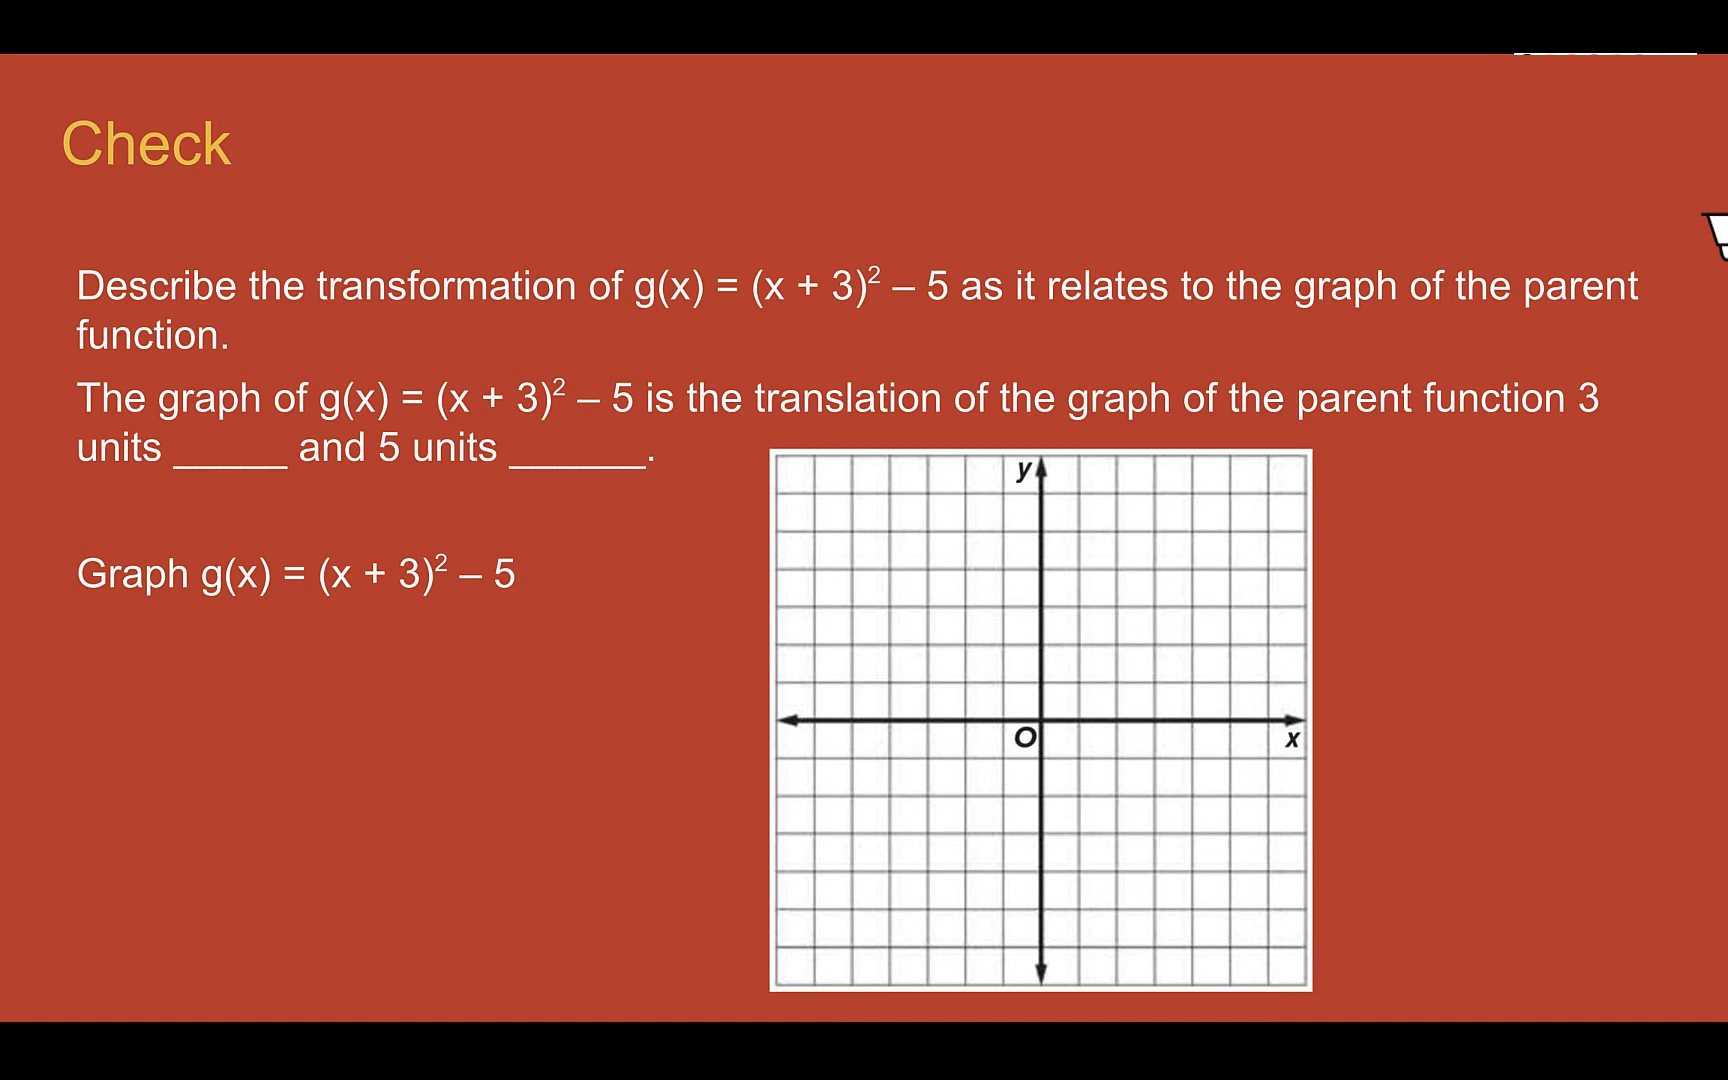 Check
Describe the transformation of g(x) = (x + 3)² – 5 as it relates to the graph of the parent
function.
The graph of g(x) = (x + 3)² – 5 is the translation of the graph of the parent function 3
units _____ and 5 units ______.
Graph g(x) = (x + 3)² – 5
y
O
x